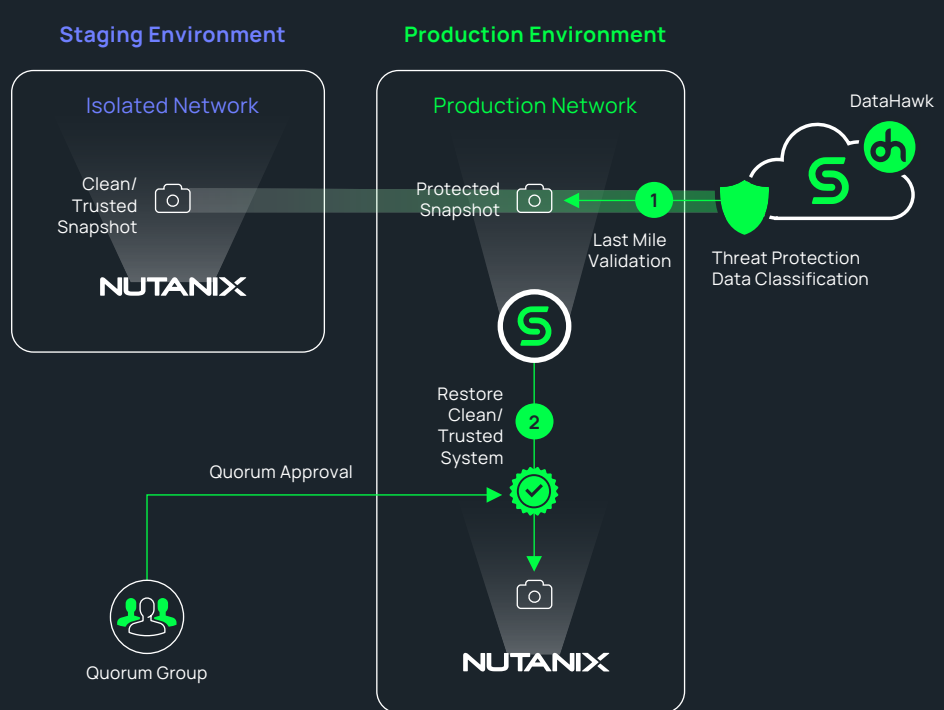 Staging Environment
Production Environment
Isolated Network
Production Network
DataHawk
dh
S
Clean/
Trusted
Snapshot
Protected
Snapshot
1
Last Mile
Validation
Threat Protection
Data Classification
NUTANIX
S
Restore
Clean/
Trusted
System
2
Quorum Approval
Quorum Group
NUTANIX